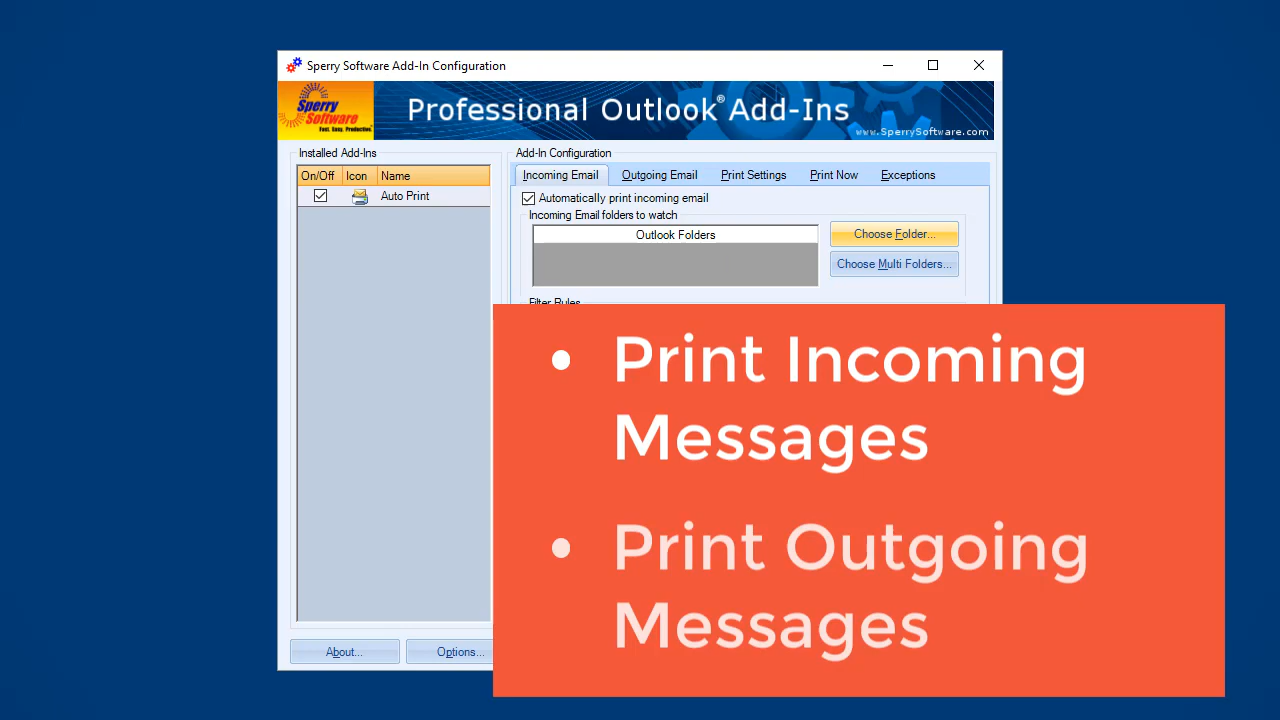 Sperry Software Add-In Configuration
Sperry
Software
Fast. Easy. Productive.
Professional Outlook® Add-Ins
www.SperrySoftware.com
Installed Add-Ins
On/Off Icon Name
Auto Print
Add-In Configuration
Incoming Email Outgoing Email Print Settings Print Now Exceptions
Automatically print incoming email
Incoming Email folders to watch
Outlook Folders
Choose Folder...
Choose Multi Folders...
Filter Rules
• Print Incoming
Messages
• Print Outgoing
Messages
About... Options...